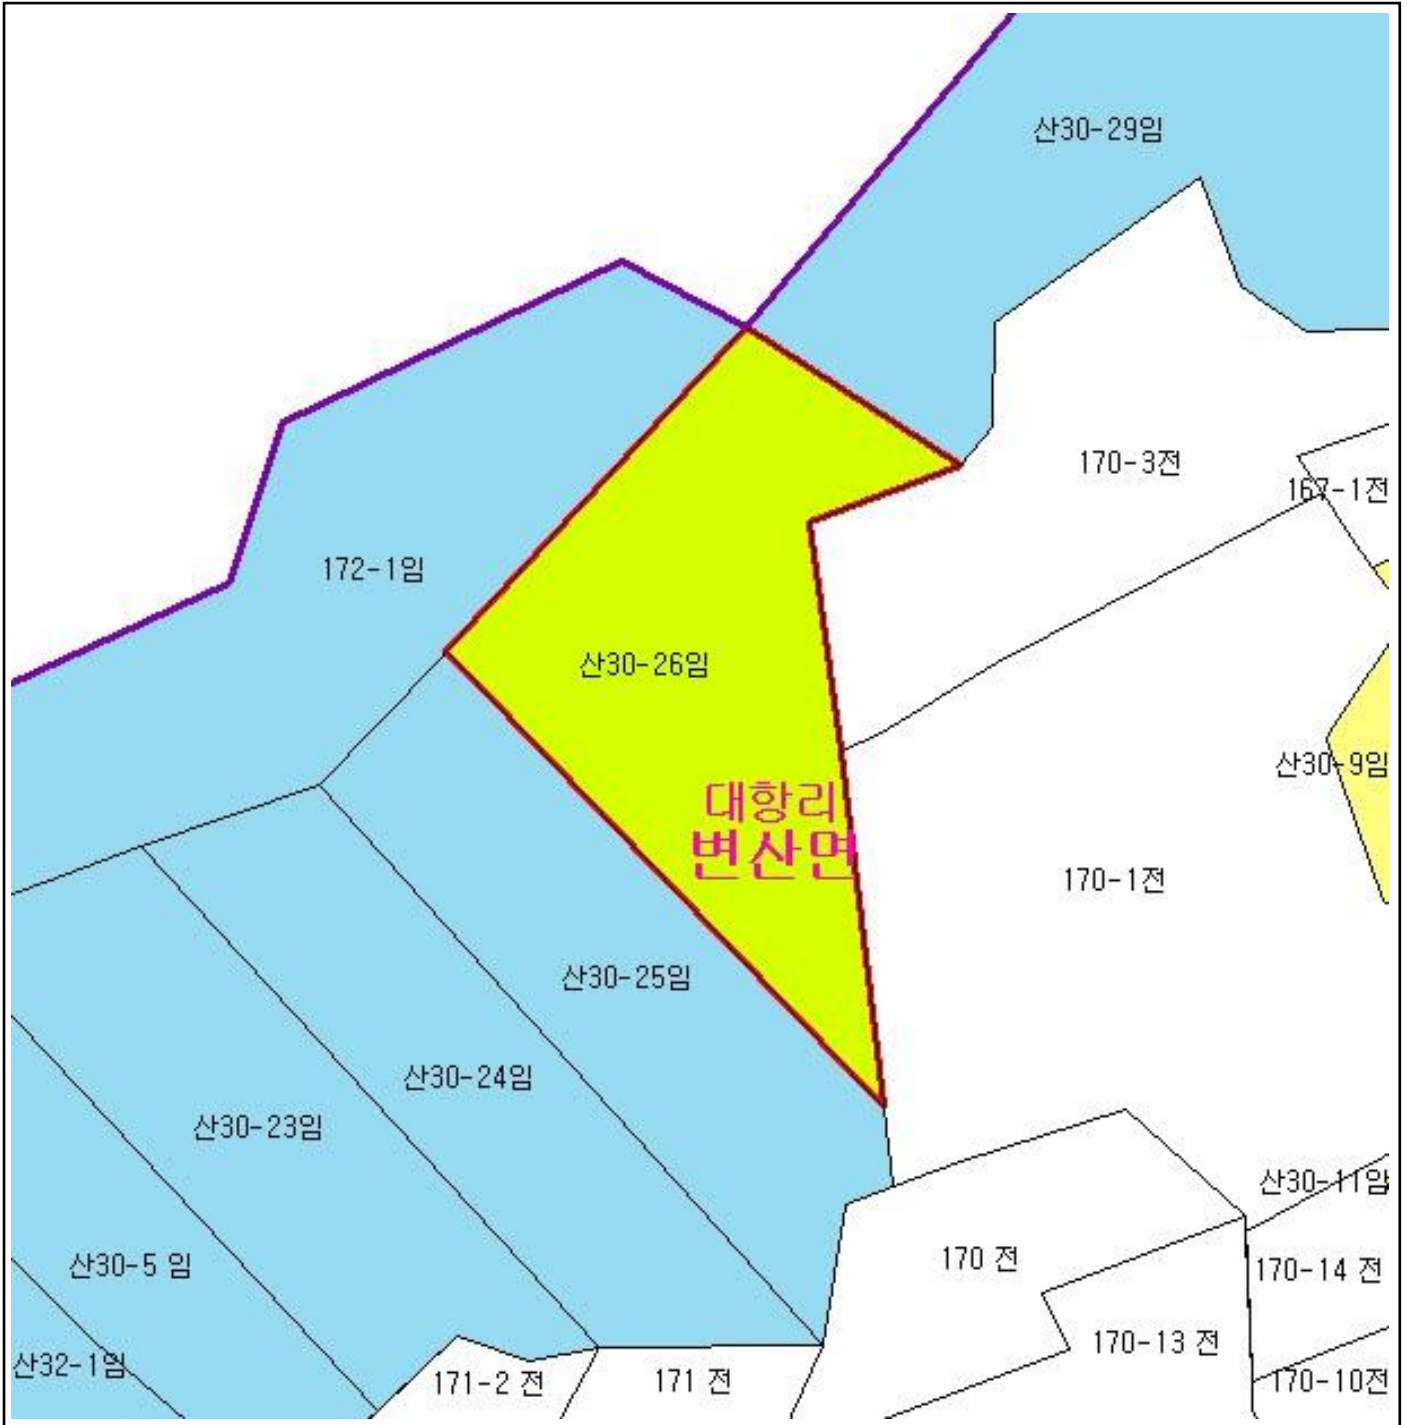 산30-29임
170-3전
167-1전
172-1임
산30-26임
산30-9임
대항리
변산면
170-1전
산30-25임
산30-24임
산30-23임
산30-11임
170 전
산30-5 임
170-14 전
170-13 전
산32-1임
171-2 전
171 전
170-10전